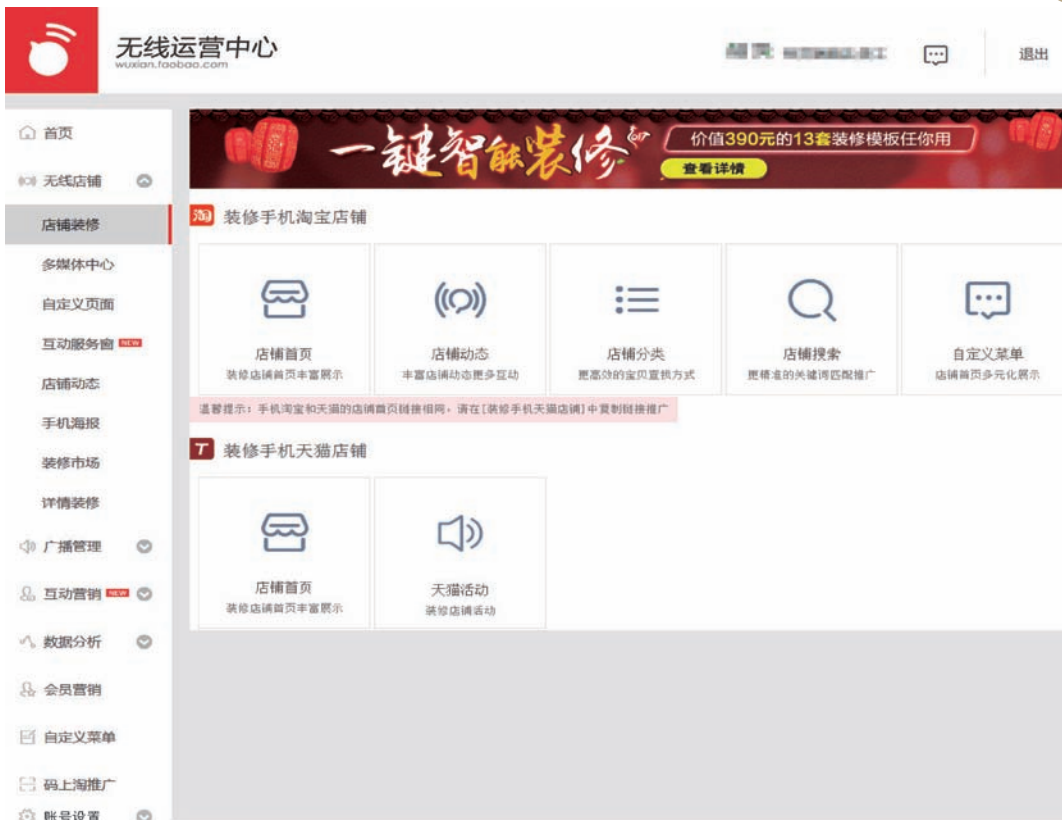 无线运营中心
wuxian.taobao.com
退出
首页
无线店铺
店铺装修
多媒体中心
自定义页面
互动服务窗 NEW
店铺动态
手机海报
装修市场
详情装修
广播管理
互动营销 NEW
数据分析
会员营销
自定义菜单
码上淘推广
账号设置
一键智能装修
价值390元的13套装修模板任你用
查看详情
淘 装修手机淘宝店铺
店铺首页
装修店铺首页丰富展示
店铺动态
丰富店铺动态更多互动
店铺分类
更高效的宝贝宣传方式
店铺搜索
更精准的关键词匹配推广
自定义菜单
店铺首页多元化展示
温馨提示：手机淘宝和天猫的店铺首页链接相同，请在[装修手机天猫店铺]中复制链接推广
T 装修手机天猫店铺
店铺首页
装修店铺首页丰富展示
天猫活动
装修店铺活动